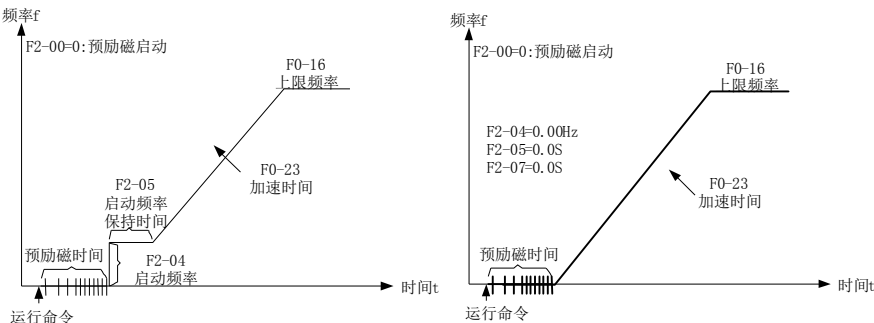 频率f
F2-00=0:预励磁启动
F0-16
上限频率
F0-23
加速时间
F2-05
启动频率
保持时间
预励磁时间
F2-04
启动频率
时间t
运行命令
频率f
F2-00=0:预励磁启动
F0-16
上限频率
F2-04=0.00Hz
F2-05=0.0S
F2-07=0.0S
F0-23
加速时间
预励磁时间
时间t
运行命令